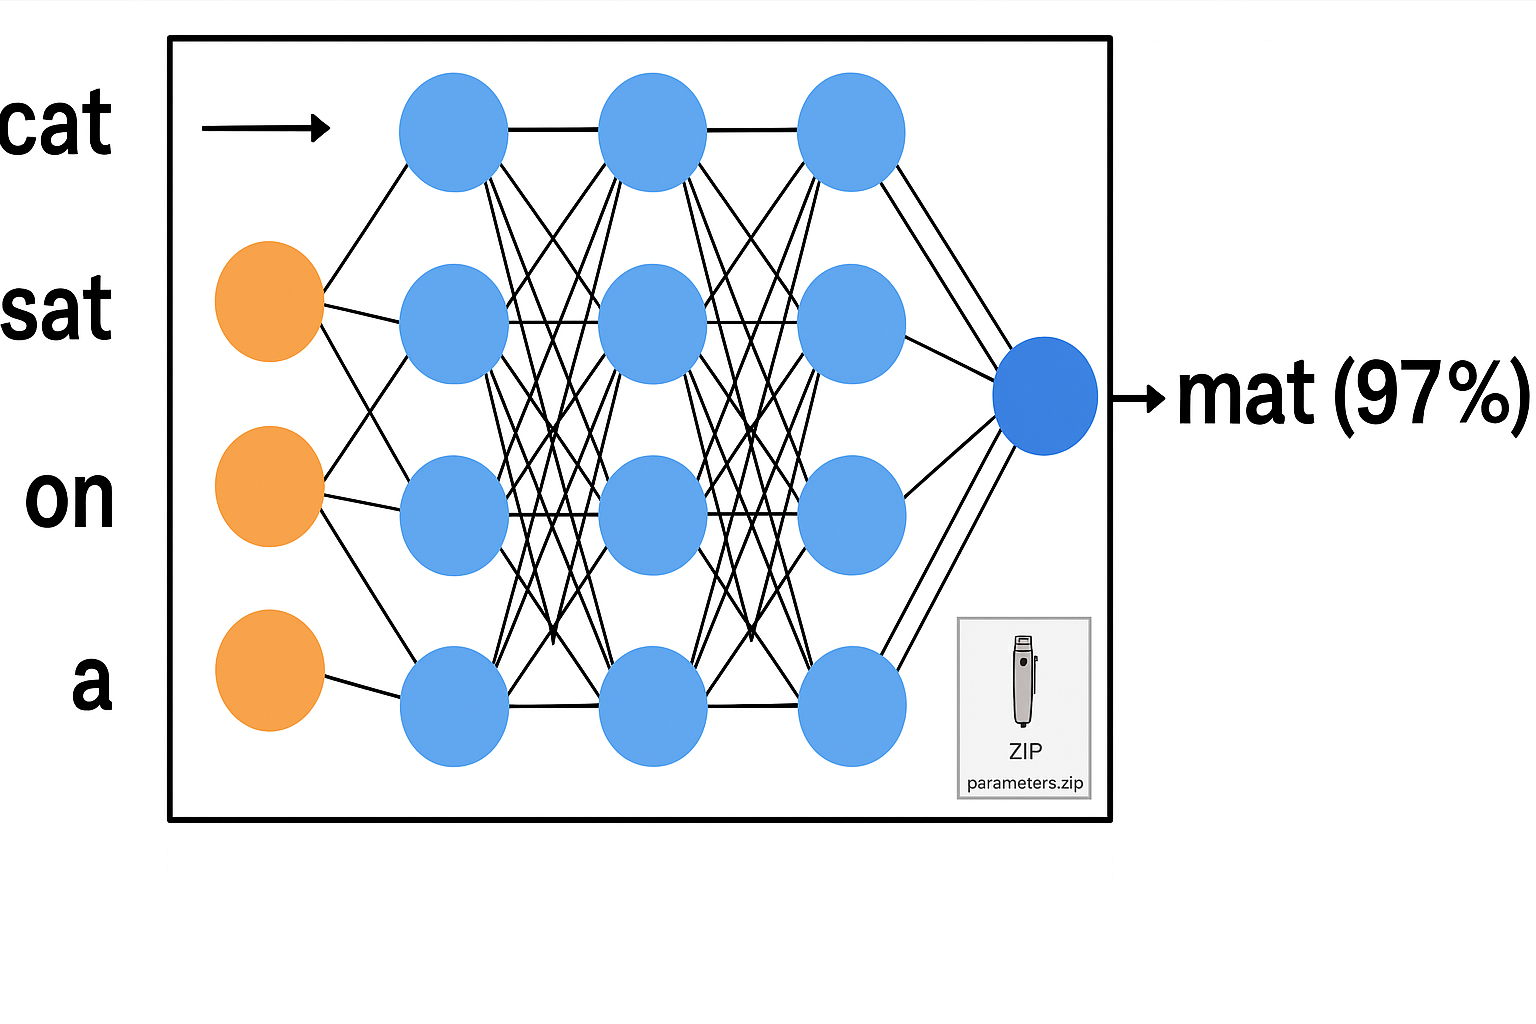 cat
sat
on
a
mat (97%)
ZIP
parameters.zip